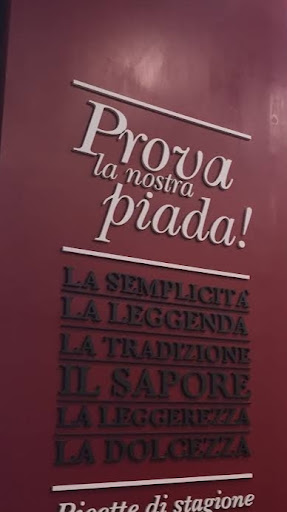 Prova
la nostra
piada!
LA SEMPLICITÀ
LA LEGGENDA
LA TRADIZIONE
IL SAPORE
LA LEGGEREZZA
LA DOLCEZZA
Ricette di stagione